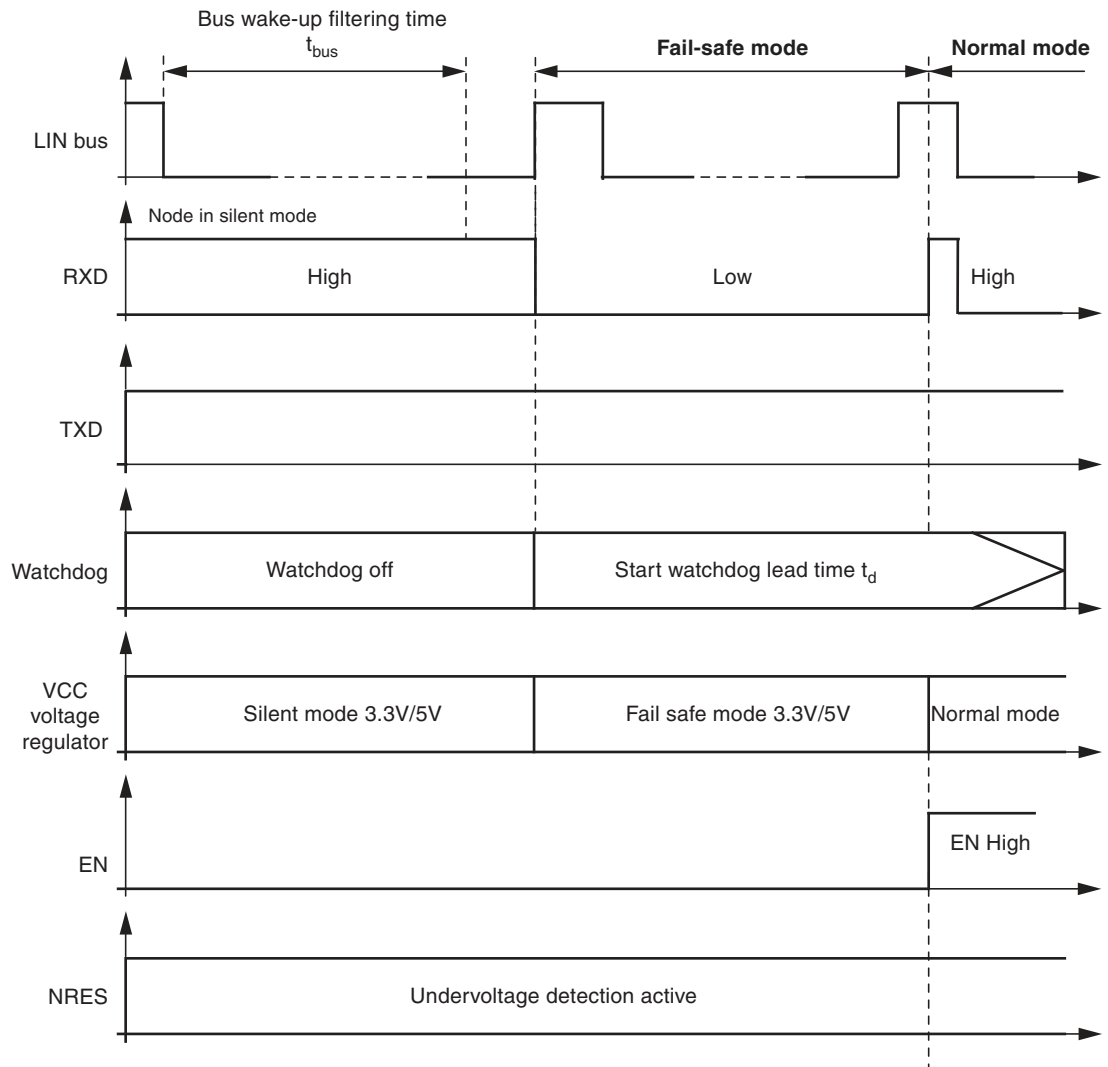 Bus wake-up filtering time
tbus
Fail-safe mode
Normal mode
LIN bus
Node in silent mode
RXD
High
Low
High
TXD
Watchdog
Watchdog off
Start watchdog lead time td
VCC
voltage
regulator
Silent mode 3.3V/5V
Fail safe mode 3.3V/5V
Normal mode
EN
EN High
NRES
Undervoltage detection active